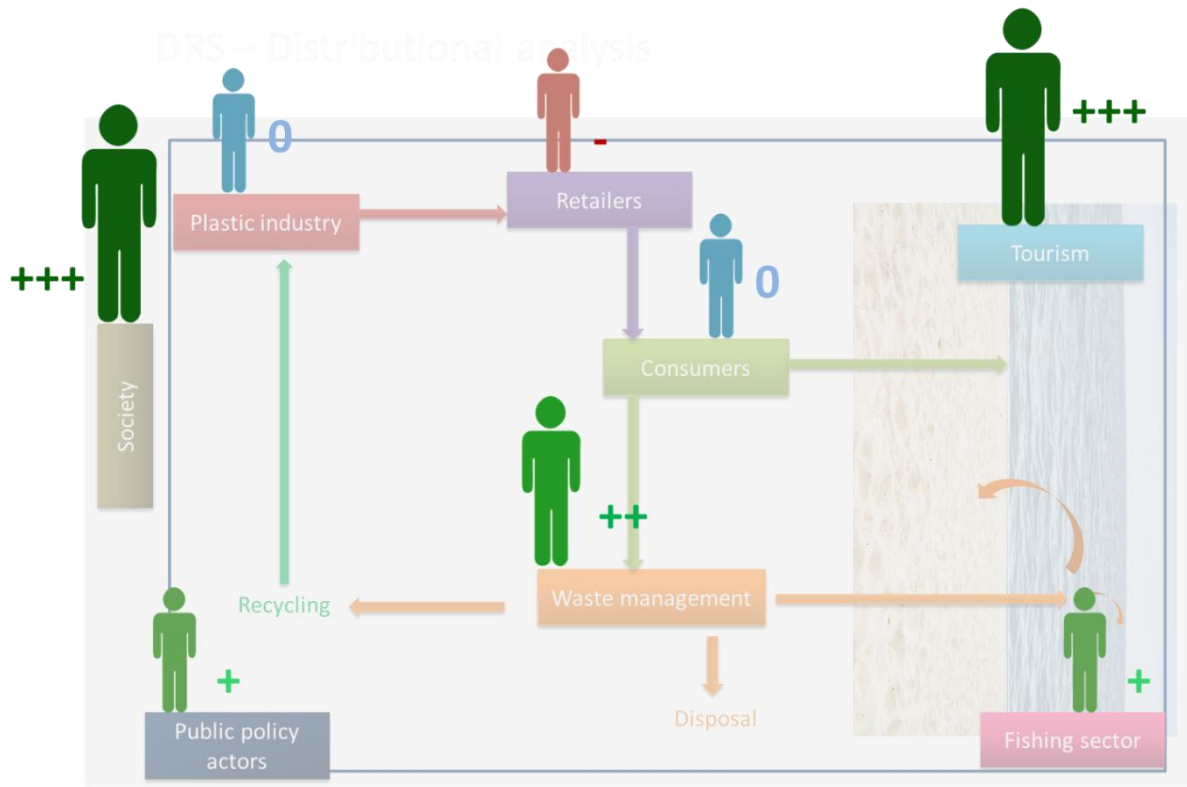 DRS – Distributional analysis
+++
0
-
Retailers
Plastic industry
+++
Tourism
0
Consumers
Society
++
Waste management
Recycling
+
Disposal
+
Public policy
actors
Fishing sector